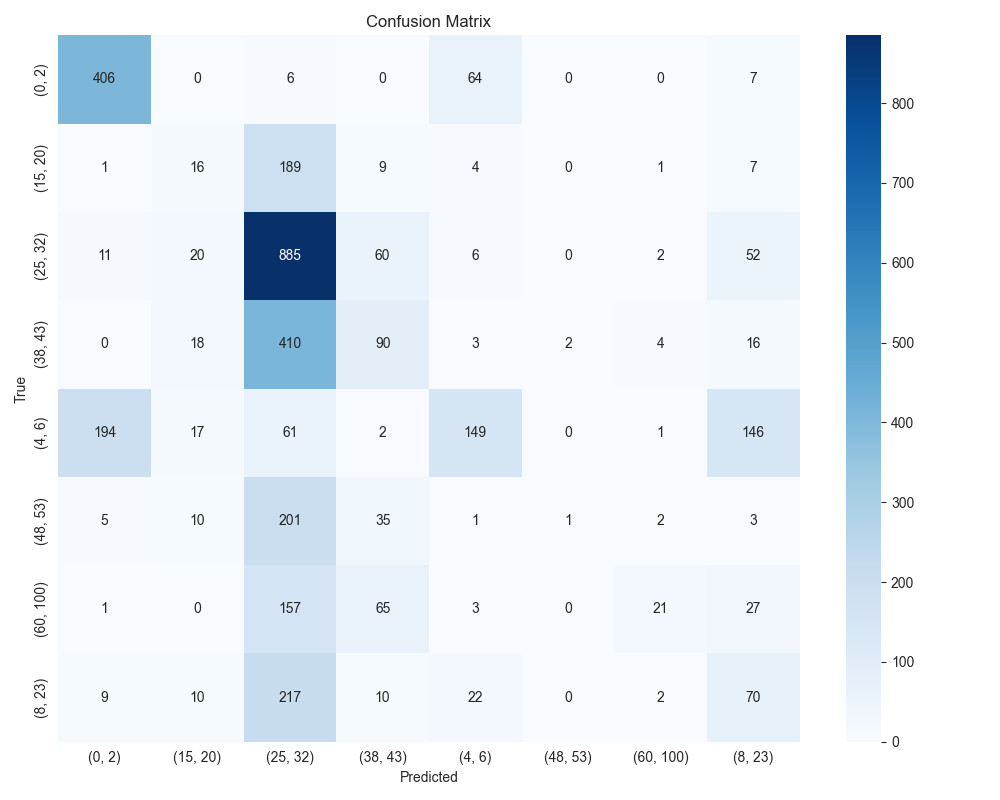 Confusion Matrix
(0, 2) 406 0 6 0 64 0 0 7
(15, 20) 1 16 189 9 4 0 1 7
(25, 32) 11 20 885 60 6 0 2 52
(38, 43) 0 18 410 90 3 2 4 16
(4, 6) 194 17 61 2 149 0 1 146
(48, 53) 5 10 201 35 1 1 2 3
(60, 100) 1 0 157 65 3 0 21 27
(8, 23) 9 10 217 10 22 0 2 70
(0, 2) (15, 20) (25, 32) (38, 43) (4, 6) (48, 53) (60, 100) (8, 23)
Predicted
True
800
700
600
500
400
300
200
100
0